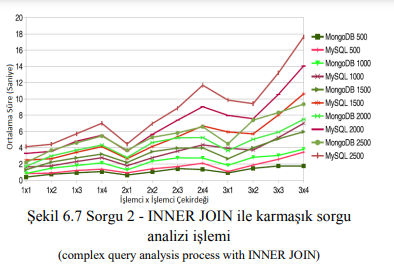 20
18
16
14
12
10
8
6
4
2
0
Ortalama Süre (Saniye)
1x1 1x2 1x3 1x4 2x1 2x2 2x3 2x4 3x1 3x2 3x3 3x4
İşlemci x İşlemci Çekirdeği
MongoDB 500
MySQL 500
MongoDB 1000
MySQL 1000
MongoDB 1500
MySQL 1500
MongoDB 2000
MySQL 2000
MongoDB 2500
MySQL 2500
Şekil 6.7 Sorgu 2 - INNER JOIN ile karmaşık sorgu
analizi işlemi
(complex query analysis process with INNER JOIN)